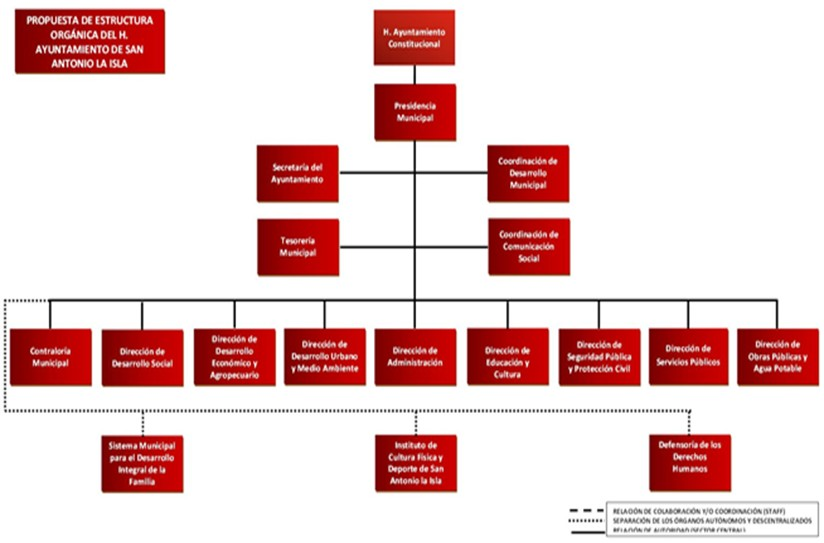 PROPUESTA DE ESTRUCTURA
ORGÁNICA DEL H.
AYUNTAMIENTO DE SAN
ANTONIO LA ISLA
H. Ayuntamiento
Constitucional
Presidencia
Municipal
Secretaría del
Ayuntamiento
Coordinación de
Desarrollo
Municipal
Tesorería
Municipal
Coordinación de
Comunicación
Social
Contraloría
Municipal
Dirección de
Desarrollo Social
Dirección de
Desarrollo
Económico y
Agropecuario
Dirección de
Desarrollo Urbano
y Medio Ambiente
Dirección de
Administración
Dirección de
Educación y
Cultura
Dirección de
Seguridad Pública
y Protección Civil
Dirección de
Servicios Públicos
Dirección de
Obras Públicas y
Agua Potable
Sistema Municipal
para el Desarrollo
Integral de la
Familia
Instituto de
Cultura Física y
Deporte de San
Antonio la Isla
Defensoría de los
Derechos
Humanos
RELACIÓN DE COLABORACIÓN Y/O COORDINACIÓN (STAFF)
SEPARACIÓN DE LOS ÓRGANOS AUTÓNOMOS Y DESCENTRALIZADOS
RELACIÓN DE AUTORIDAD (SECTOR CENTRAL)